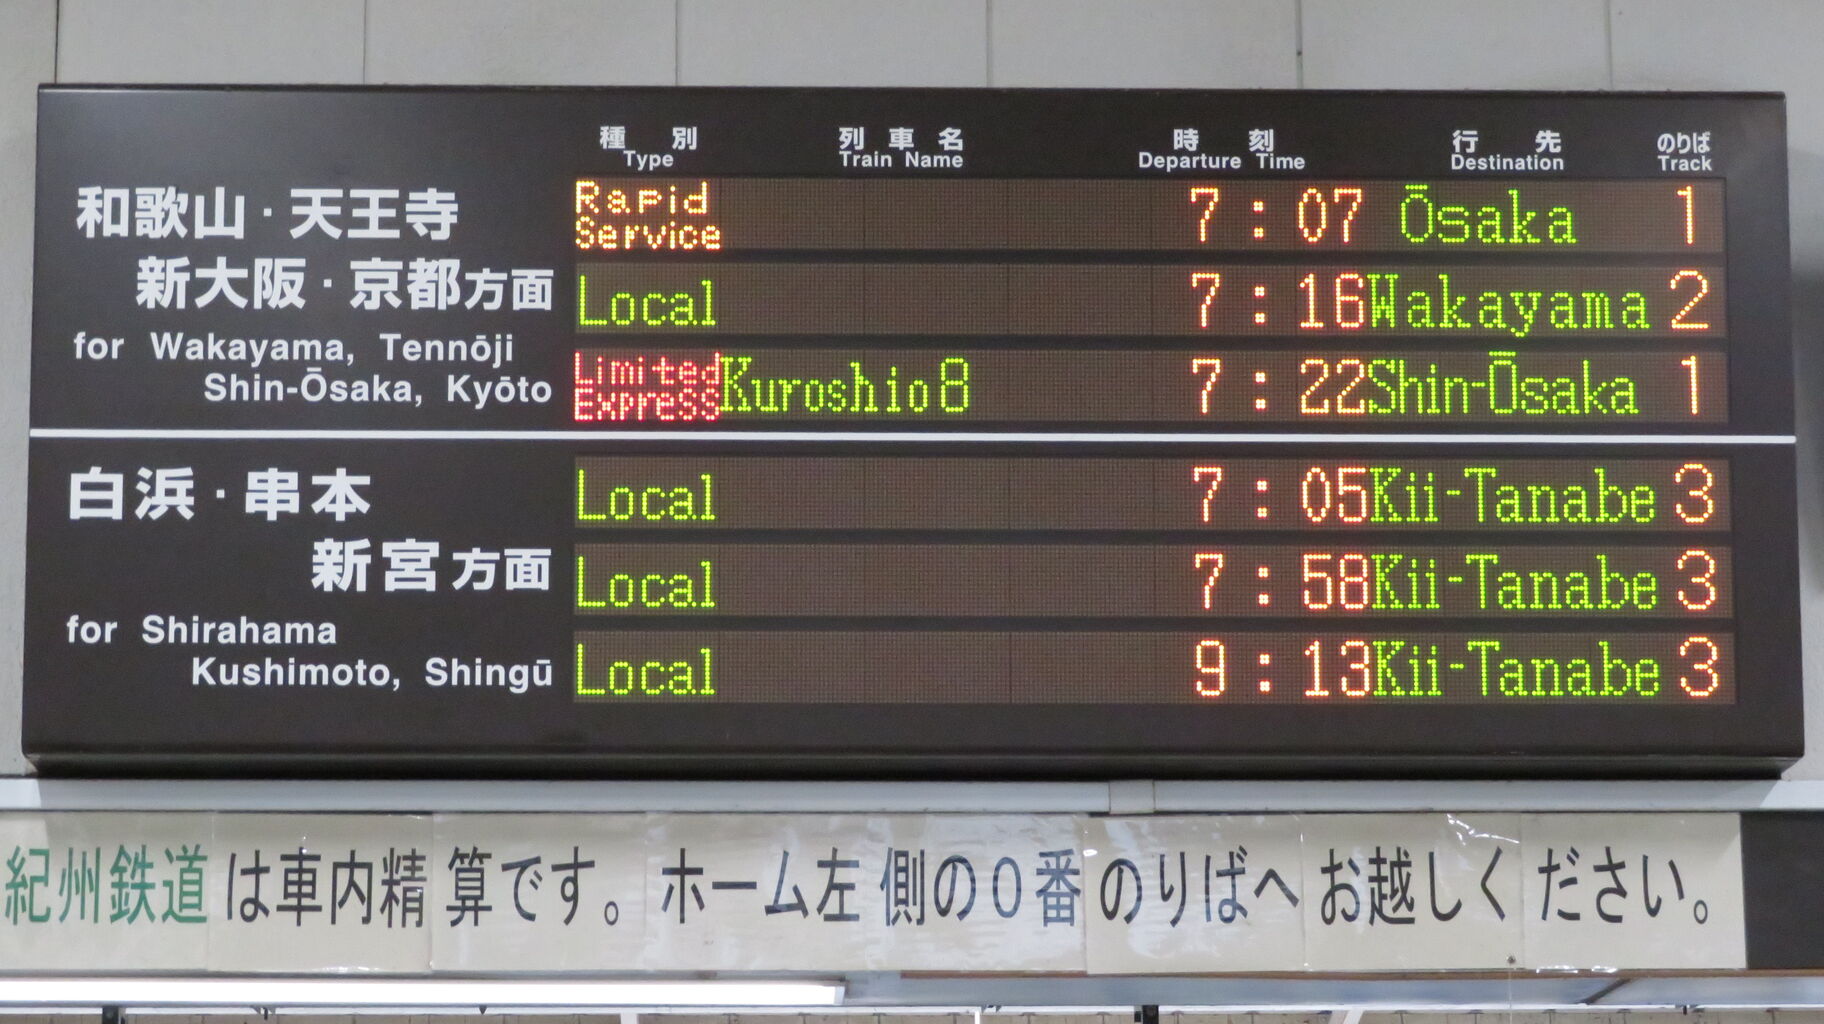 種別 列車名 時刻 行先 のりば
Type Train Name Departure Time Destination Track
和歌山・天王寺
新大阪・京都方面
for Wakayama, Tennōji
Shin-Ōsaka, Kyōto
Rapid Service 7:07 Ōsaka 1
Local 7:16 Wakayama 2
Limited Express Kuroshio 8 7:22 Shin-Ōsaka 1
白浜・串本
新宮方面
for Shirahama
Kushimoto, Shingū
Local 7:05 Kii-Tanabe 3
Local 7:58 Kii-Tanabe 3
Local 9:13 Kii-Tanabe 3
紀州鉄道は車内精算です。ホーム左側の0番のりばへお越しください。